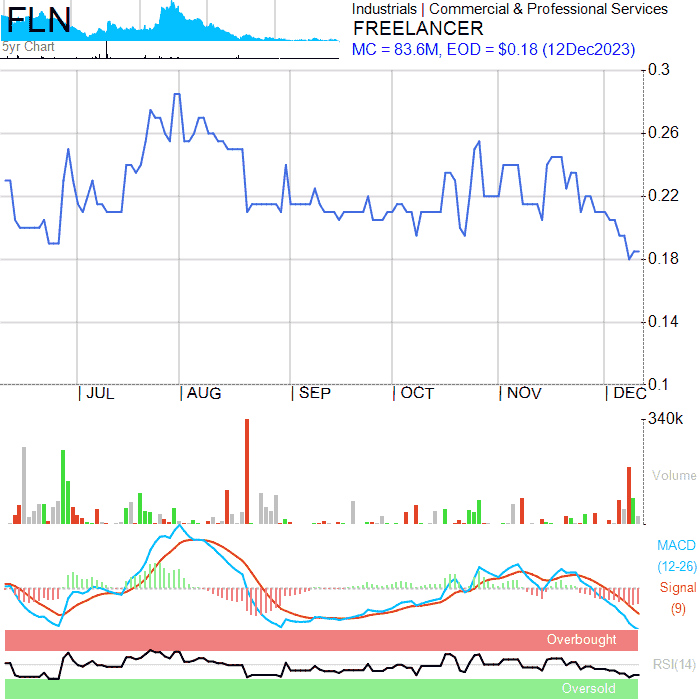 FLN
5yr Chart
Industrials | Commercial & Professional Services
FREELANCER
MC = 83.6M, EOD = $0.18 (12Dec2023)
0.3
0.26
0.22
0.18
0.14
0.1
JUL AUG SEP OCT NOV DEC
340k
Volume
MACD
(12-26)
Signal
(9)
Overbought
RSI(14)
Oversold